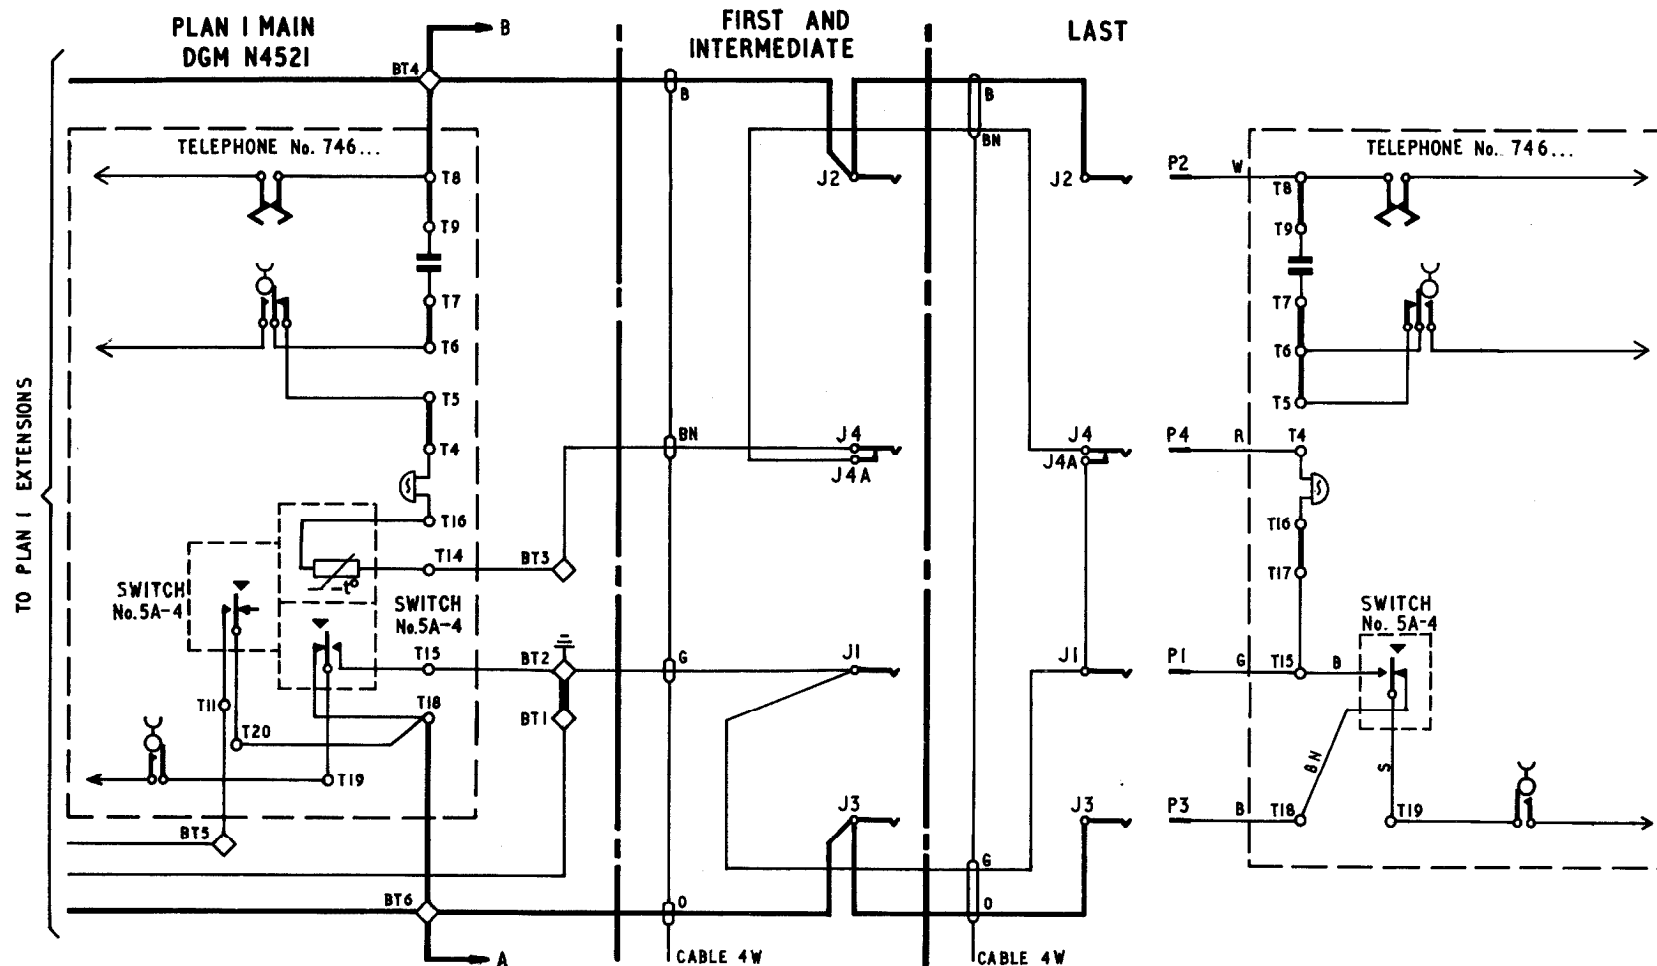 PLAN 1 MAIN
DGM N4521
B
FIRST AND
INTERMEDIATE
LAST
BT4
B
B
BN
TELEPHONE No. 746...
TELEPHONE No. 746...
T8
J2
J2
P2
W
T8
T9
T9
T7
T7
T6
T6
T5
T5
TO PLAN 1 EXTENSIONS
T4
BN
J4
J4A
J4
J4A
P4
R
T4
S
S
T16
T16
T14
BT3
T17
-t°
SWITCH
No.5A-4
SWITCH
No.5A-4
SWITCH
No. 5A-4
T15
BT2
G
J1
J1
P1
G
T15
B
T11
T18
BT1
T20
BN
S
T19
J3
J3
P3
B
T18
T19
BT5
G
BT6
O
O
A
CABLE 4W
CABLE 4W